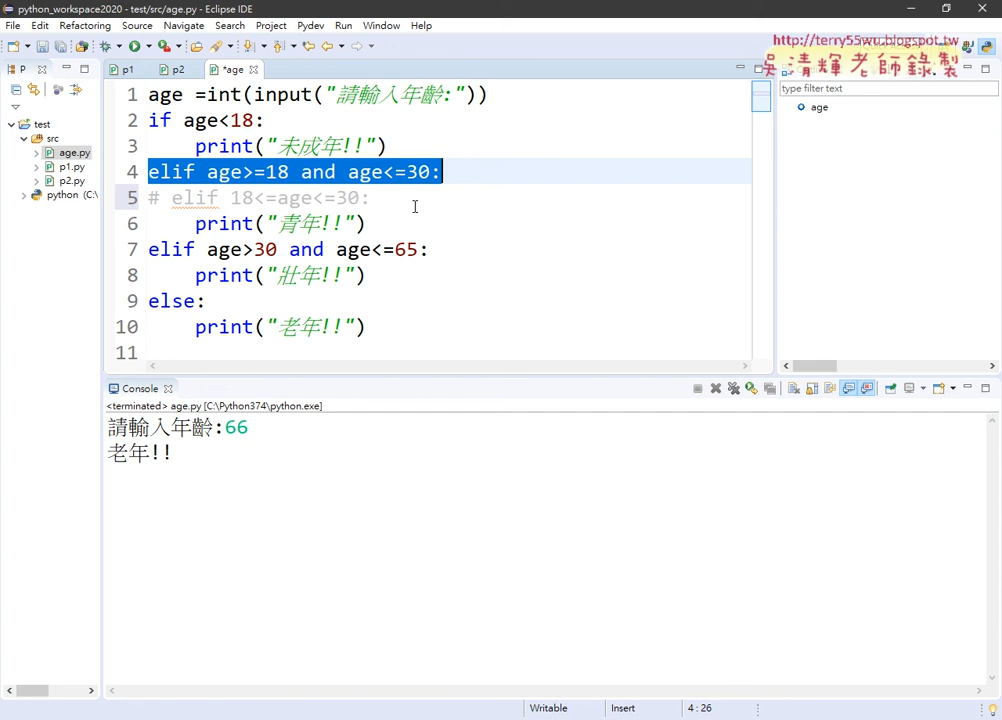 python_workspace2020 - test/src/age.py - Eclipse IDE
File Edit Source Refactoring Navigate Search Project Pydev Run Window Help
http://terry55wu.blogspot.tw
吳清輝老師錄製
P
p1
p2
*age
type filter text
age
test
src
age.py
p1.py
p2.py
python (C:\
1 age =int(input("請輸入年齡:"))
2 if age<18:
3 print("未成年!!")
4 elif age>=18 and age<=30:
5 # elif 18<=age<=30:
6 print("青年!!")
7 elif age>30 and age<=65:
8 print("壯年!!")
9 else:
10 print("老年!!")
11
Console
<terminated> age.py [C:\Python374\python.exe]
請輸入年齡:66
老年!!
Writable Insert 4 : 26